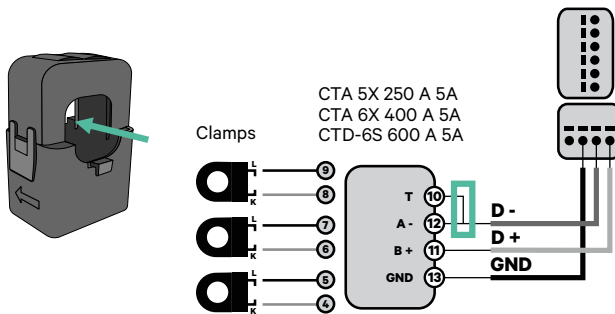 CTA 5X 250 A 5A
CTA 6X 400 A 5A
CTD-6S 600 A 5A
Clamps
L
9
K
8
L
7
K
6
L
5
K
4
T
10
A -
12
B +
11
GND
13
D -
D +
GND